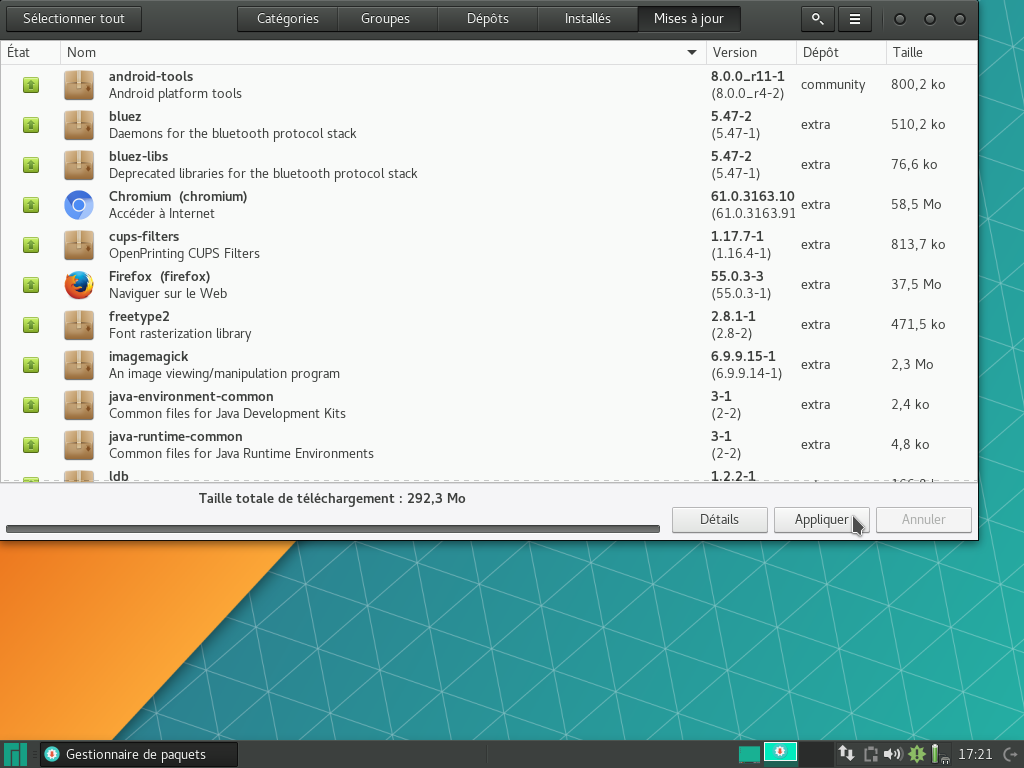 Sélectionner tout
Catégories
Groupes
Dépôts
Installés
Mises à jour
État Nom Version Dépôt Taille
android-tools 8.0.0_r11-1
Android platform tools (8.0.0_r4-2) community 800,2 ko
bluez 5.47-2
Daemons for the bluetooth protocol stack (5.47-1) extra 510,2 ko
bluez-libs 5.47-2
Deprecated libraries for the bluetooth protocol stack (5.47-1) extra 76,6 ko
Chromium (chromium) 61.0.3163.10
Accéder à Internet (61.0.3163.91 extra 58,5 Mo
cups-filters 1.17.7-1
OpenPrinting CUPS Filters (1.16.4-1) extra 813,7 ko
Firefox (firefox) 55.0.3-3
Naviguer sur le Web (55.0.3-1) extra 37,5 Mo
freetype2 2.8.1-1
Font rasterization library (2.8-2) extra 471,5 ko
imagemagick 6.9.9.15-1
An image viewing/manipulation program (6.9.9.14-1) extra 2,3 Mo
java-environment-common 3-1
Common files for Java Development Kits (2-2) extra 2,4 ko
java-runtime-common 3-1
Common files for Java Runtime Environments (2-2) extra 4,8 ko
ldb 1.2.2-1
Taille totale de téléchargement : 292,3 Mo
Détails
Appliquer
Annuler
Gestionnaire de paquets
17:21